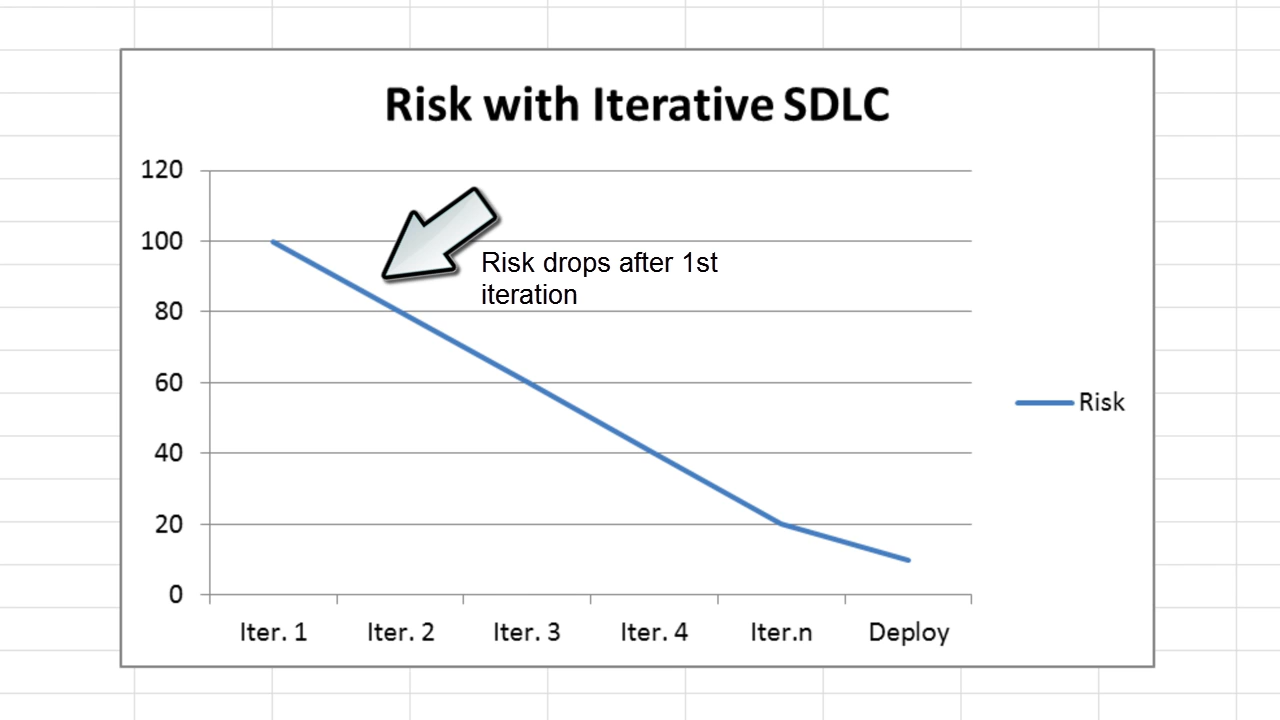 Risk with Iterative SDLC
120
100
80
60
40
20
0
Risk drops after 1st
iteration
Risk
Iter. 1
Iter. 2
Iter. 3
Iter. 4
Iter.n
Deploy